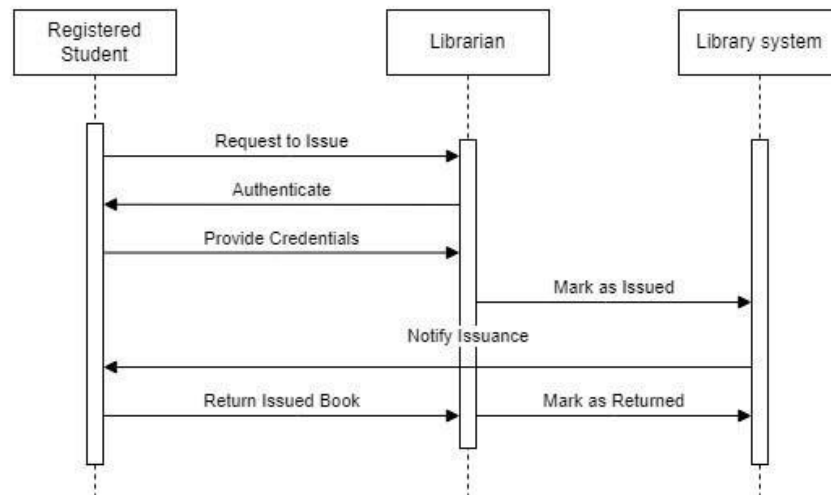 Registered
Student
Librarian
Library system
Request to Issue
Authenticate
Provide Credentials
Mark as Issued
Notify Issuance
Return Issued Book
Mark as Returned